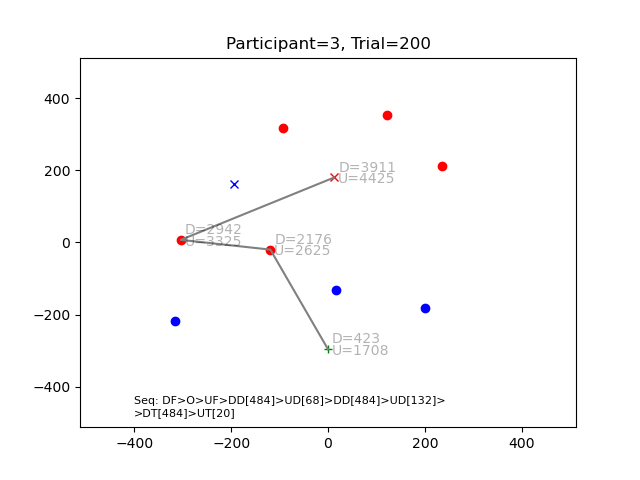 Participant=3, Trial=200
400
200
0
−200
−400
D=3911
U=4425
D=2942
U=3325
D=2176
U=2625
D=423
U=1708
Seq: DF>O>UF>DD[484]>UD[68]>DD[484]>UD[132]>
>DT[484]>UT[20]
−400 −200 0 200 400